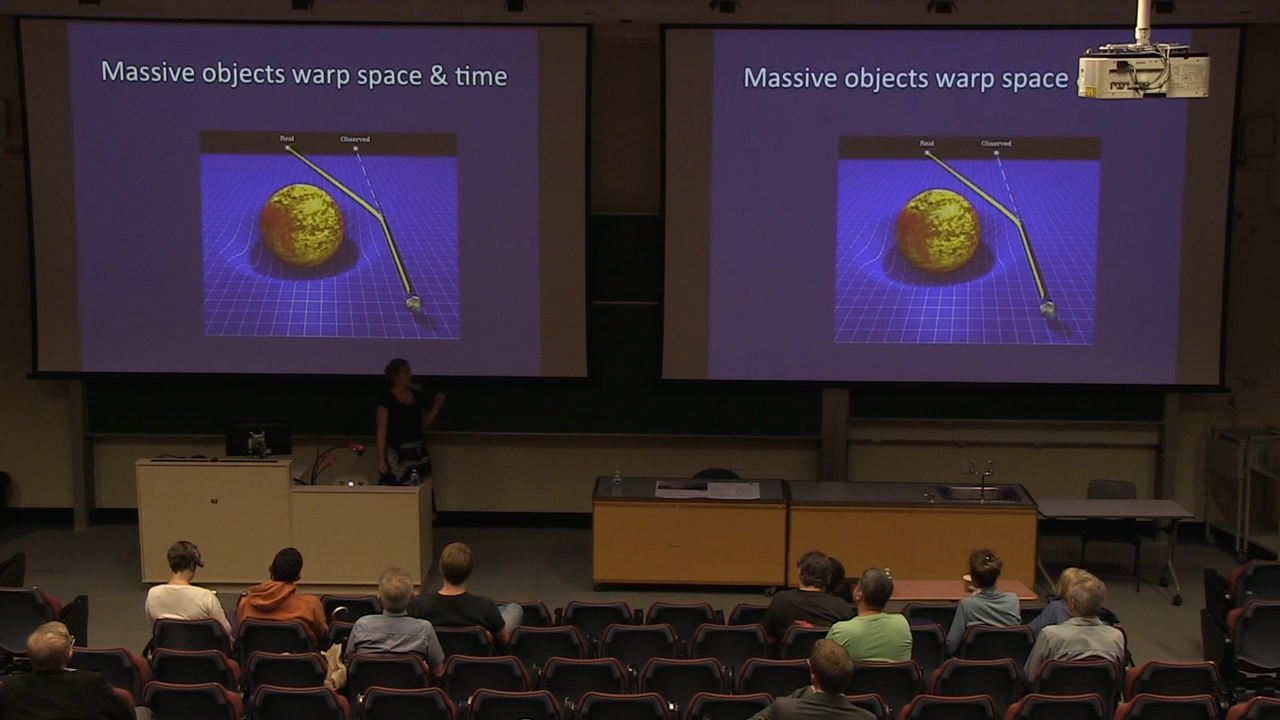 Massive objects warp space & time
Real Observed
Massive objects warp space
Real Observed